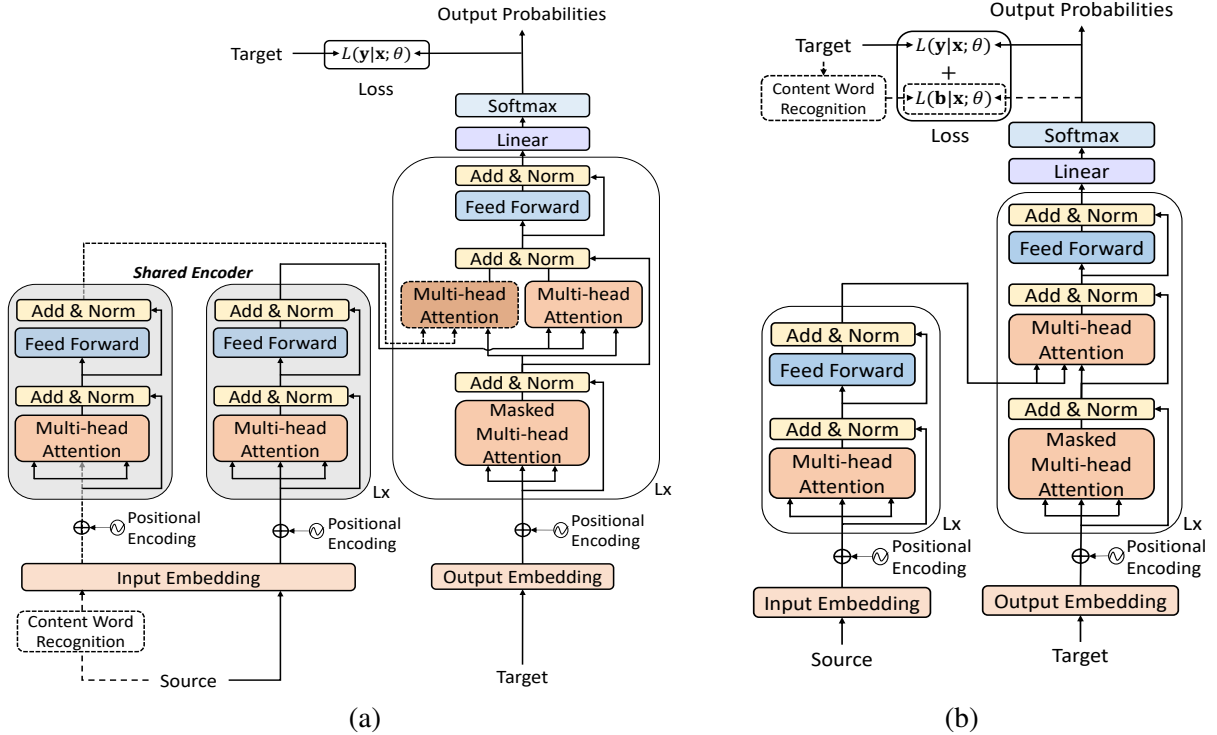 Output Probabilities
Target
L(y|x; θ)
Loss
Softmax
Linear
Add & Norm
Feed Forward
Add & Norm
Multi-head
Attention
Multi-head
Attention
Add & Norm
Masked
Multi-head
Attention
Lx
Shared Encoder
Add & Norm
Feed Forward
Add & Norm
Multi-head
Attention
Add & Norm
Feed Forward
Add & Norm
Multi-head
Attention
Lx
Positional
Encoding
Positional
Encoding
Positional
Encoding
Input Embedding
Output Embedding
Content Word
Recognition
Source
Target
(a)
Output Probabilities
Target
L(y|x; θ)
+
Content Word
Recognition
L(b|x; θ)
Loss
Softmax
Linear
Add & Norm
Feed Forward
Add & Norm
Multi-head
Attention
Add & Norm
Masked
Multi-head
Attention
Lx
Add & Norm
Feed Forward
Add & Norm
Multi-head
Attention
Lx
Positional
Encoding
Positional
Encoding
Input Embedding
Output Embedding
Source
Target
(b)